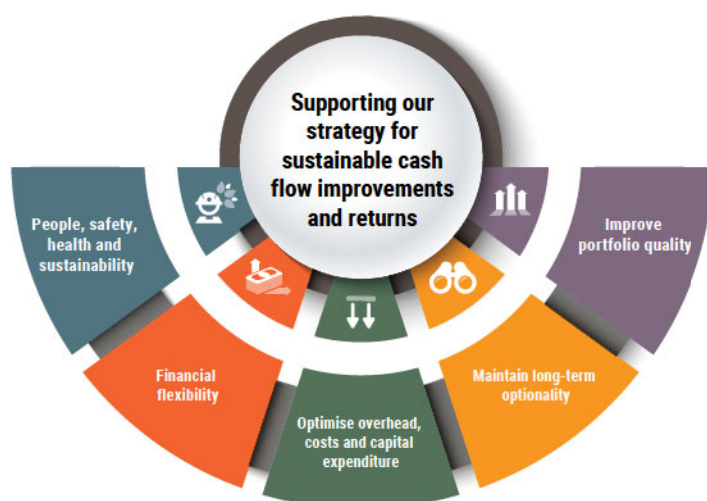 Supporting our
strategy for
sustainable cash
flow improvements
and returns
People, safety,
health and
sustainability
Financial
flexibility
Optimise overhead,
costs and capital
expenditure
Maintain long-term
optionality
Improve
portfolio quality